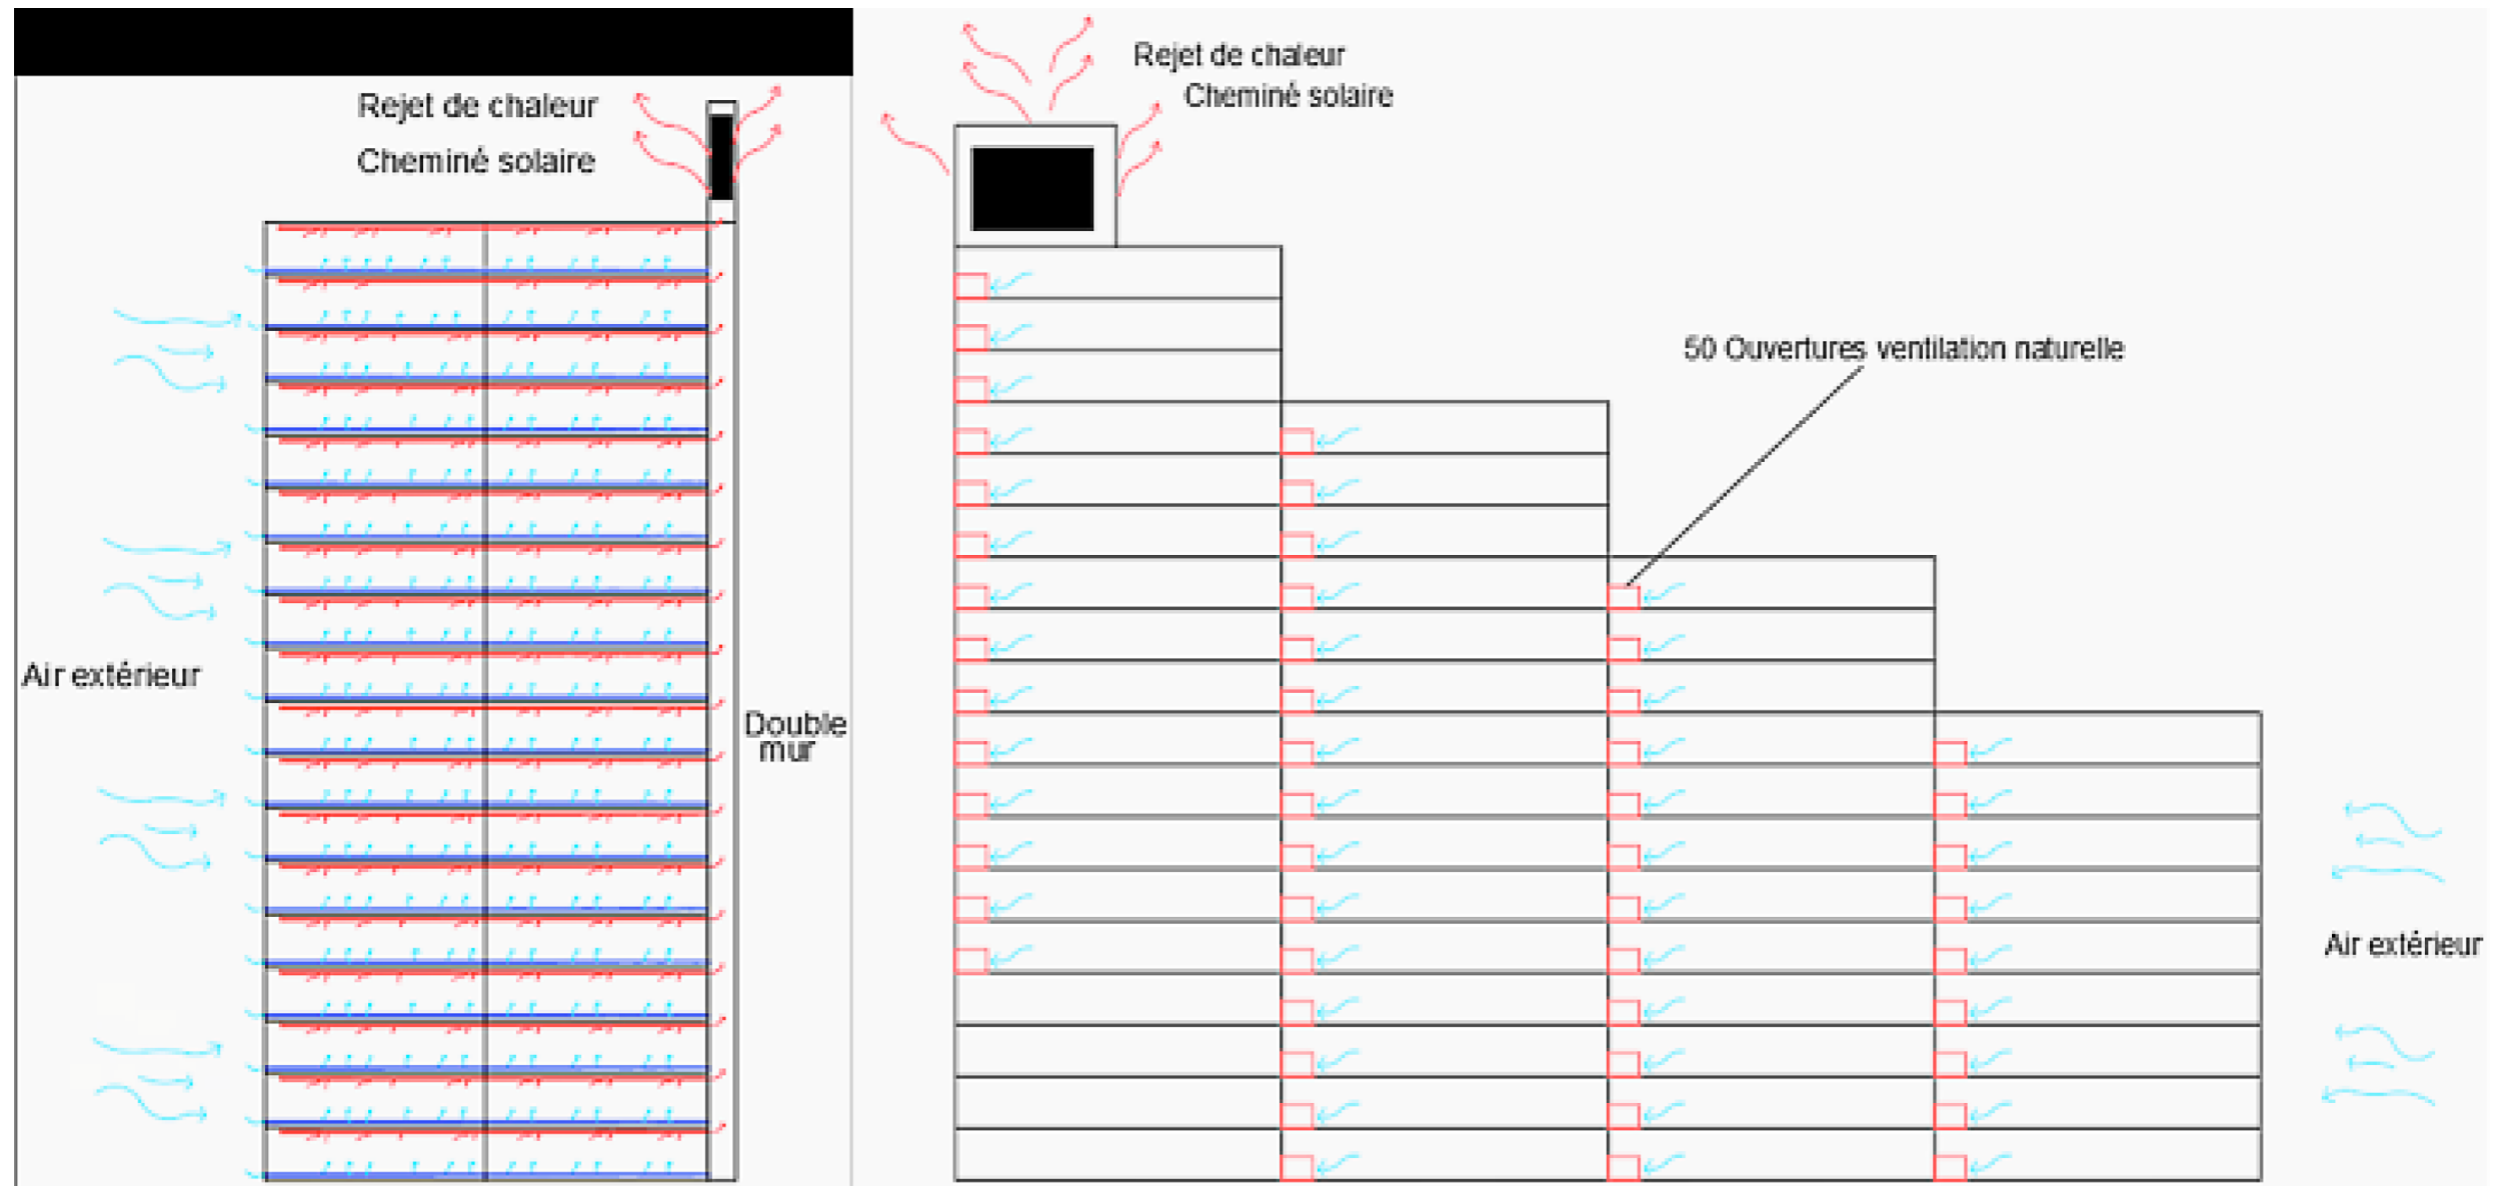 Rejet de chaleur
Cheminé solaire
Air extérieur
Double
mur
Rejet de chaleur
Cheminé solaire
50 Ouvertures ventilation naturelle
Air extérieur